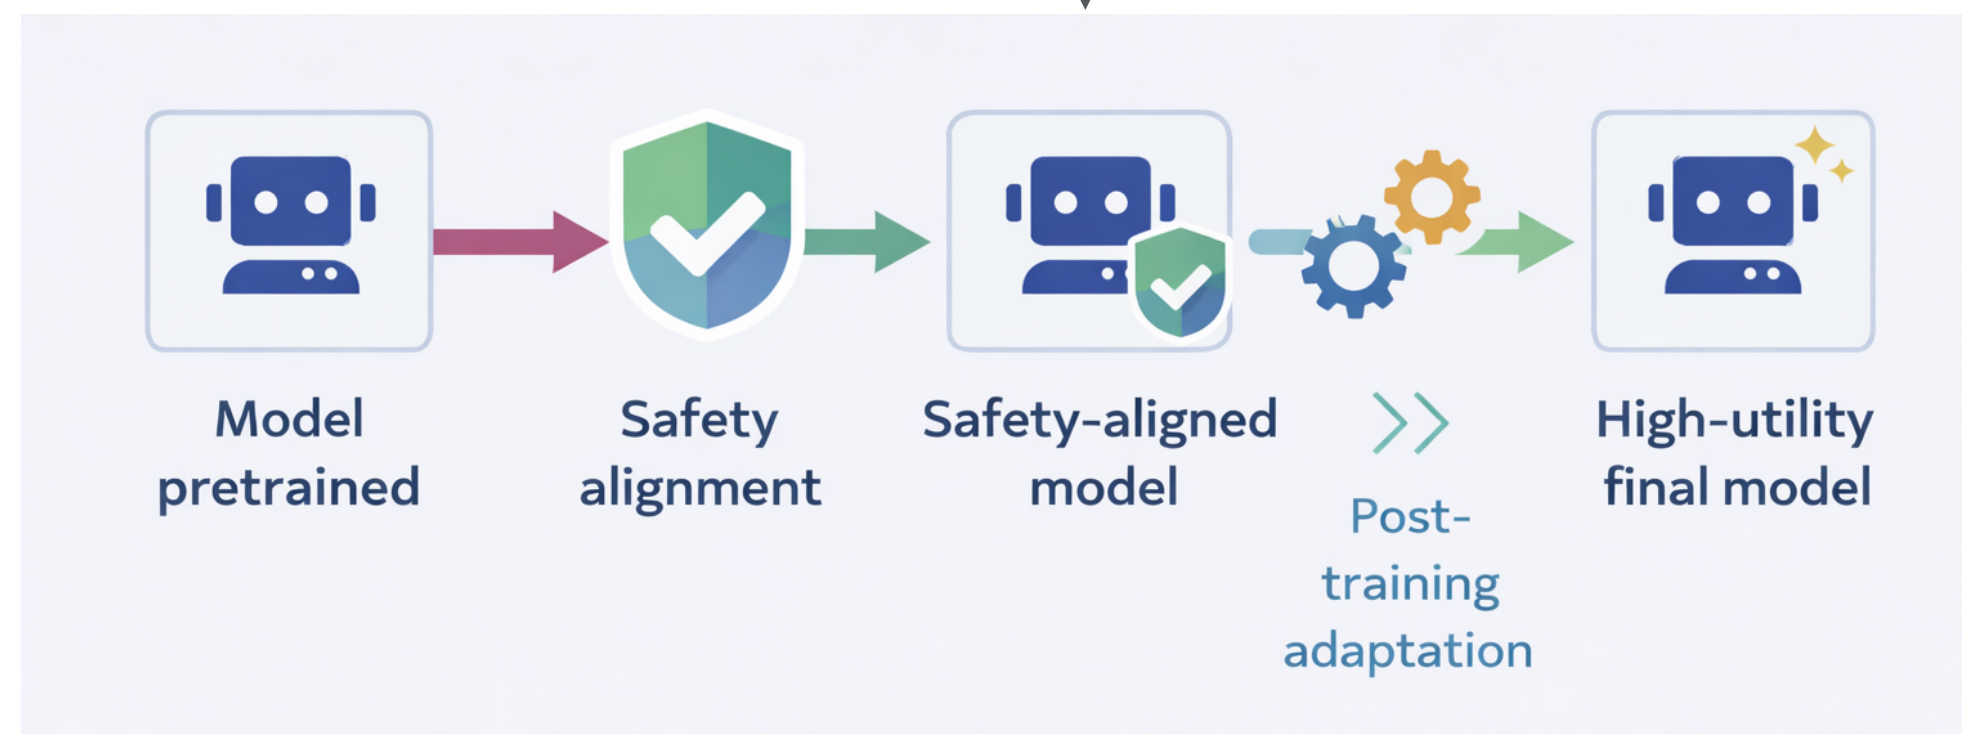 Model
pretrained
Safety
alignment
Safety-aligned
model
Post-
training
adaptation
High-utility
final model